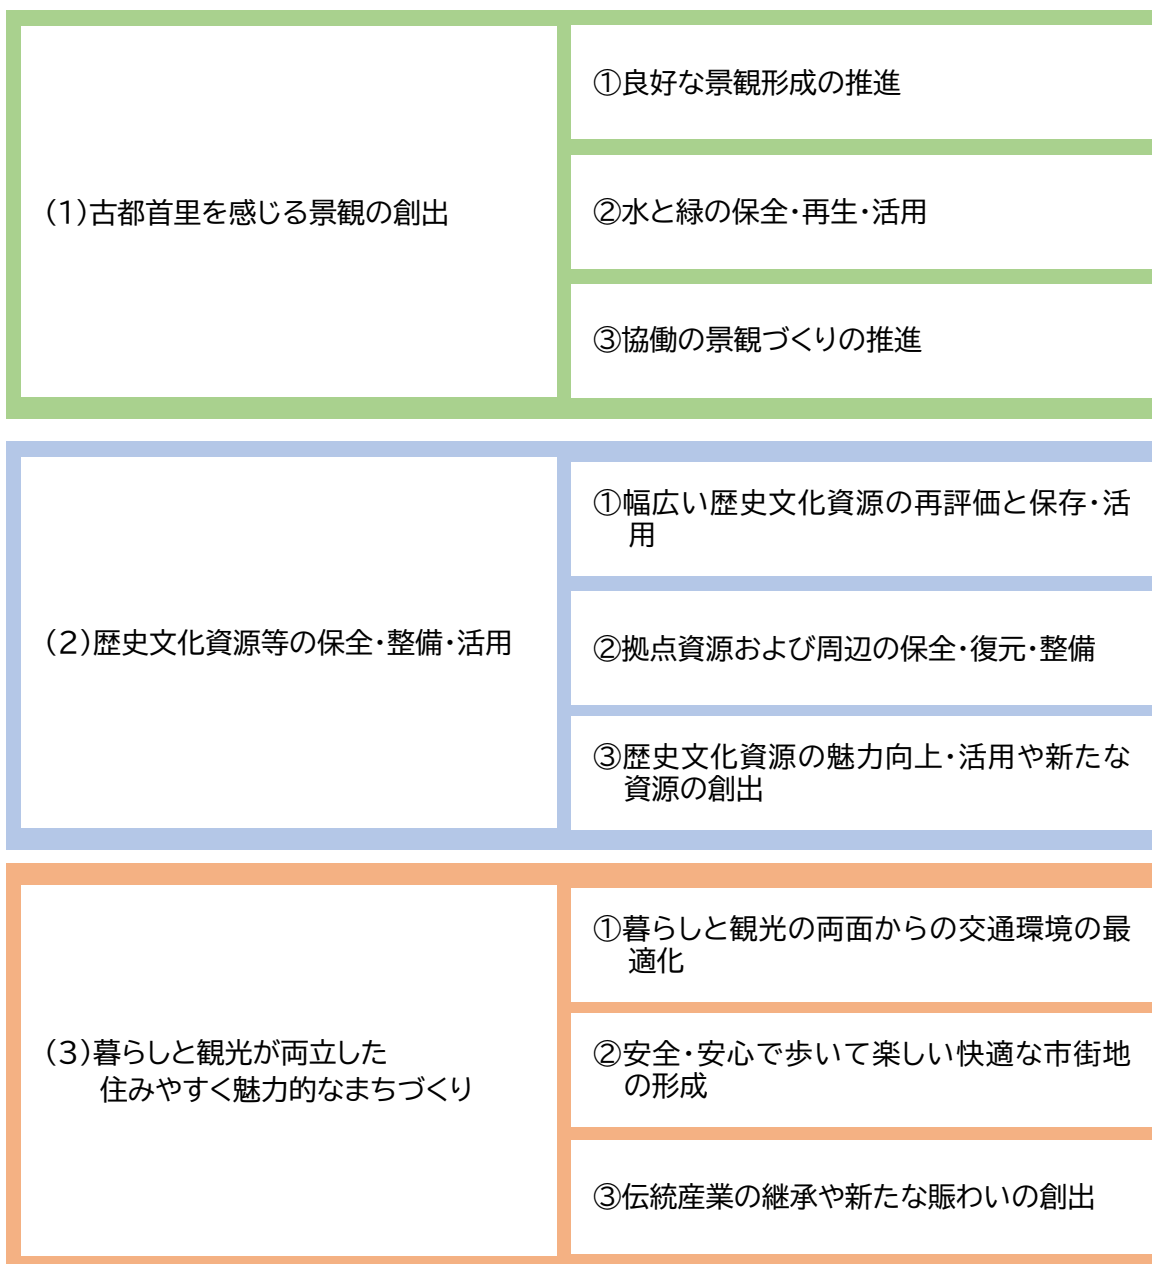 (1)古都首里を感じる景観の創出
①良好な景観形成の推進
②水と緑の保全・再生・活用
③協働の景観づくりの推進
(2)歴史文化資源等の保全・整備・活用
①幅広い歴史文化資源の再評価と保存・活
用
②拠点資源および周辺の保全・復元・整備
③歴史文化資源の魅力向上・活用や新たな
資源の創出
(3)暮らしと観光が両立した
住みやすく魅力的なまちづくり
①暮らしと観光の両面からの交通環境の最
適化
②安全・安心で歩いて楽しい快適な市街地
の形成
③伝統産業の継承や新たな賑わいの創出